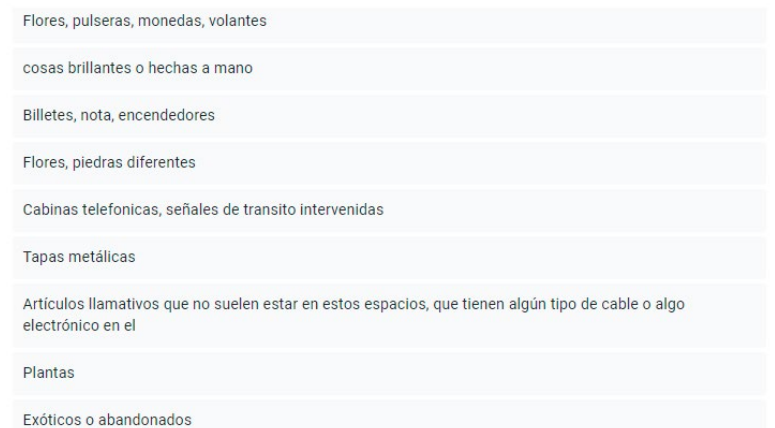 Flores, pulseras, monedas, volantes
cosas brillantes o hechas a mano
Billetes, nota, encendedores
Flores, piedras diferentes
Cabinas telefonicas, señales de transito intervenidas
Tapas metálicas
Artículos llamativos que no suelen estar en estos espacios, que tienen algún tipo de cable o algo
electrónico en el
Plantas
Exóticos o abandonados